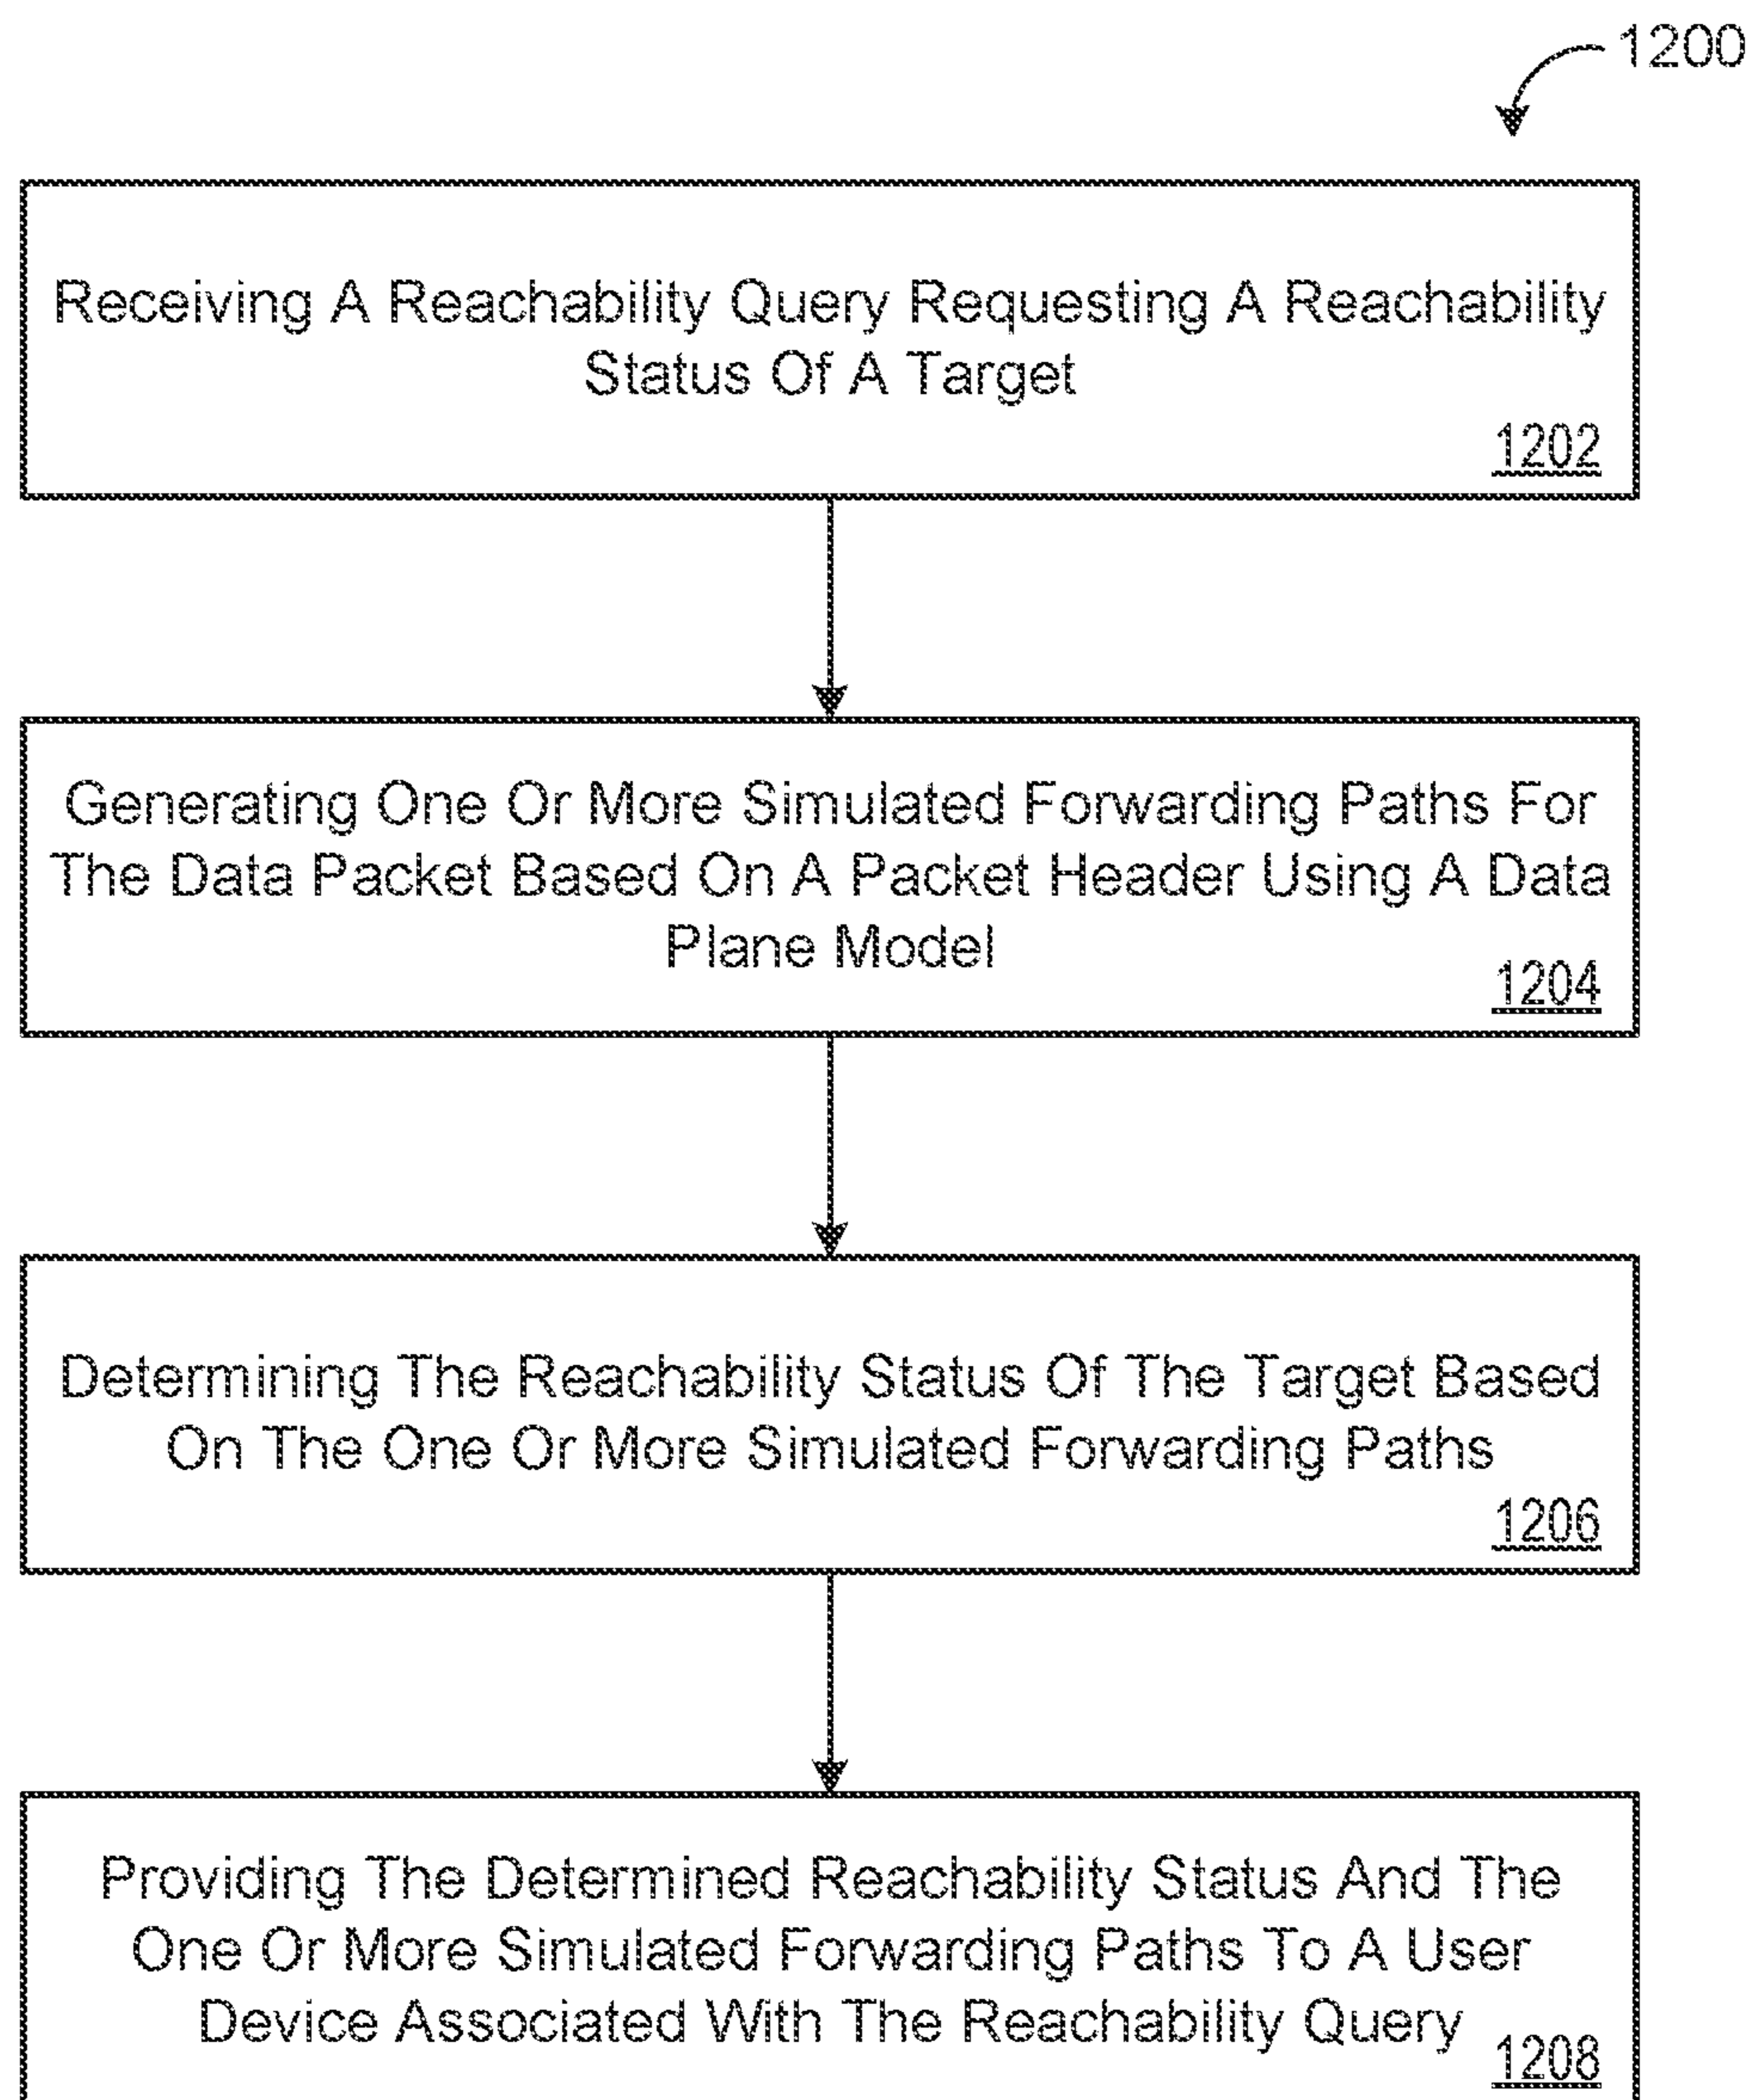 1200
Receiving A Reachability Query Requesting A Reachability
Status Of A Target
1202
Generating One Or More Simulated Forwarding Paths For
The Data Packet Based On A Packet Header Using A Data
Plane Model
1204
Determining The Reachability Status Of The Target Based
On The One Or More Simulated Forwarding Paths
1206
Providing The Determined Reachability Status And The
One Or More Simulated Forwarding Paths To A User
Device Associated With The Reachability Query
1208